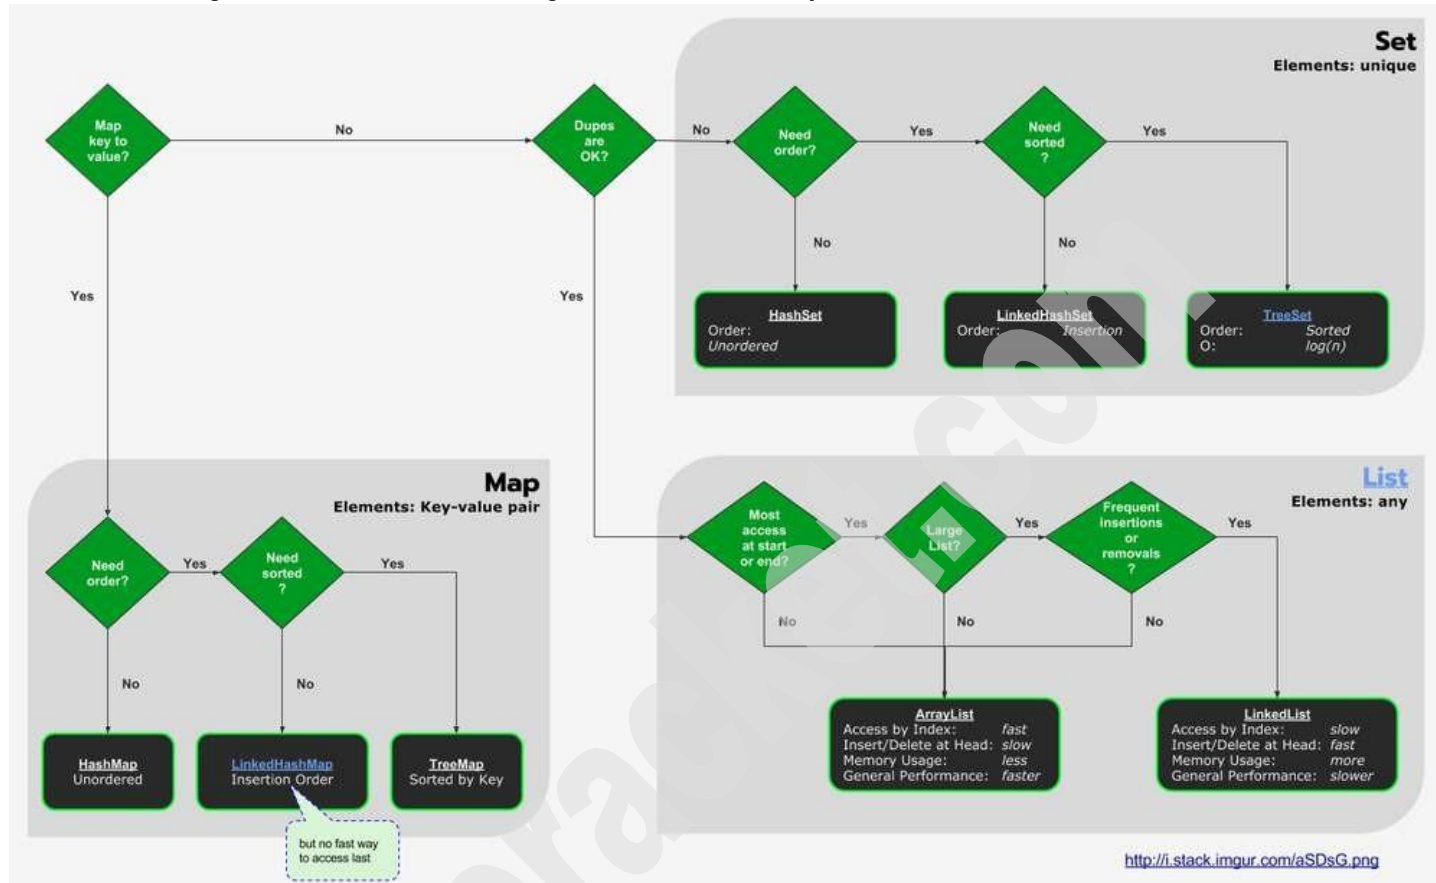 Set
Elements: unique
Map
key to
value?
No
Dupes
are
OK?
No
Need
order?
Yes
Need
sorted
?
Yes
No
No
Yes
Yes
HashSet
Order:
Unordered
LinkedHashSet
Order: Insertion
TreeSet
Order: Sorted
O: log(n)
Map
Elements: Key-value pair
Need
order?
Yes
Need
sorted
?
Yes
No
No
HashMap
Unordered
LinkedHashMap
Insertion Order
TreeMap
Sorted by Key
but no fast way
to access last
List
Elements: any
Most
access
at start
or end?
Yes
Large
List?
Yes
Frequent
insertions
or
removals
?
Yes
No
No
No
ArrayList
Access by Index: fast
Insert/Delete at Head: slow
Memory Usage: less
General Performance: faster
LinkedList
Access by Index: slow
Insert/Delete at Head: fast
Memory Usage: more
General Performance: slower
http://i.stack.imgur.com/aSDsG.png